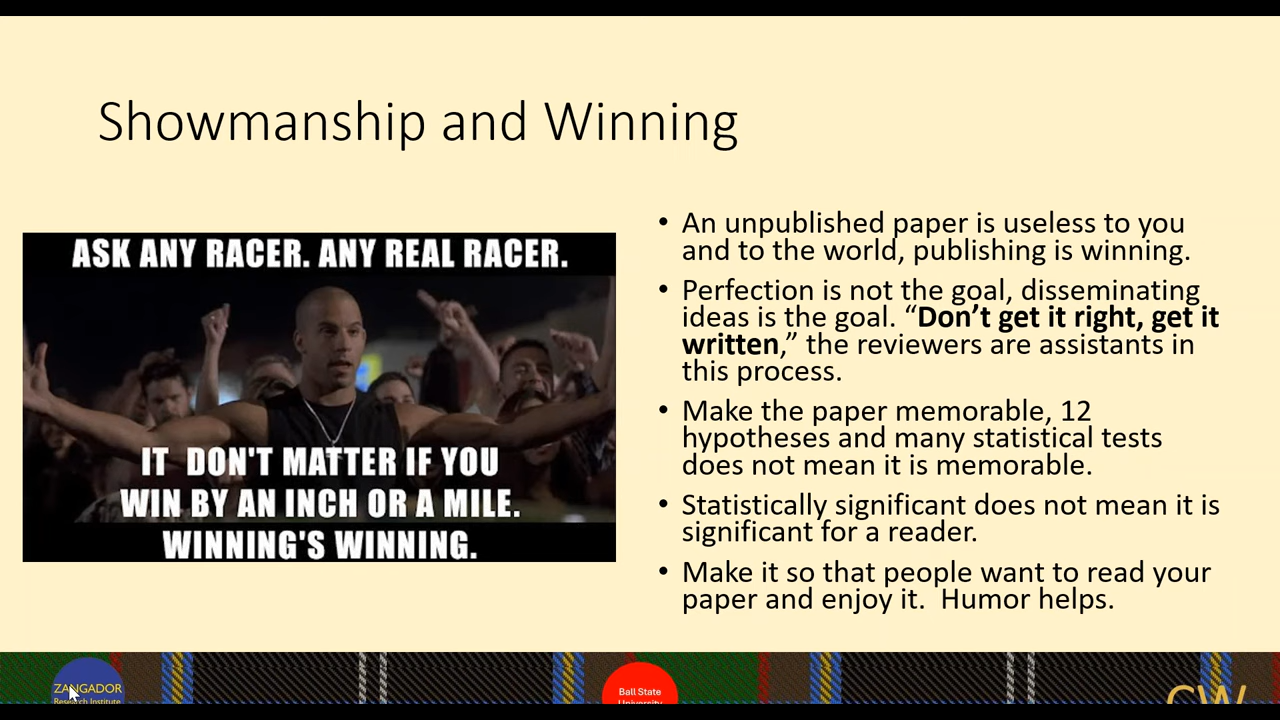 Showmanship and Winning
ASK ANY RACER. ANY REAL RACER.
IT DON'T MATTER IF YOU
WIN BY AN INCH OR A MILE.
WINNING'S WINNING.
• An unpublished paper is useless to you
and to the world, publishing is winning.
• Perfection is not the goal, disseminating
ideas is the goal. “Don’t get it right, get it
written,” the reviewers are assistants in
this process.
• Make the paper memorable, 12
hypotheses and many statistical tests
does not mean it is memorable.
• Statistically significant does not mean it is
significant for a reader.
• Make it so that people want to read your
paper and enjoy it.  Humor helps.
ZANGADOR
Research Institute
Ball State
University
CW